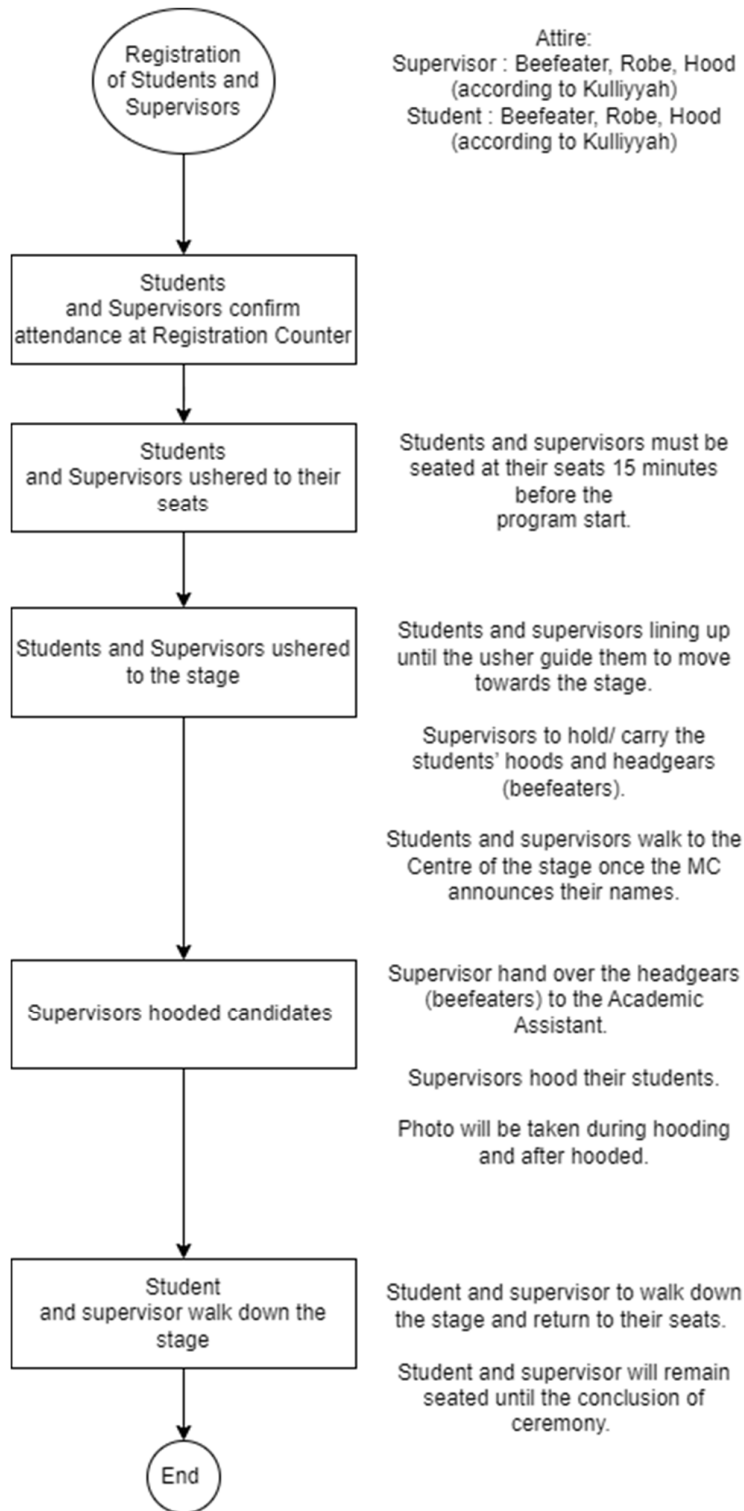 Registration
of Students and
Supervisors
Attire:
Supervisor : Beefeater, Robe, Hood
(according to Kulliyyah)
Student : Beefeater, Robe, Hood
(according to Kulliyyah)
Students
and Supervisors confirm
attendance at Registration Counter
Students
and Supervisors ushered to their
seats
Students and supervisors must be
seated at their seats 15 minutes
before the
program start.
Students and Supervisors ushered
to the stage
Students and supervisors lining up
until the usher guide them to move
towards the stage.
Supervisors to hold/ carry the
students’ hoods and headgears
(beefeaters).
Students and supervisors walk to the
Centre of the stage once the MC
announces their names.
Supervisors hooded candidates
Supervisor hand over the headgears
(beefeaters) to the Academic
Assistant.
Supervisors hood their students.
Photo will be taken during hooding
and after hooded.
Student
and supervisor walk down the
stage
Student and supervisor to walk down
the stage and return to their seats.
Student and supervisor will remain
seated until the conclusion of
ceremony.
End